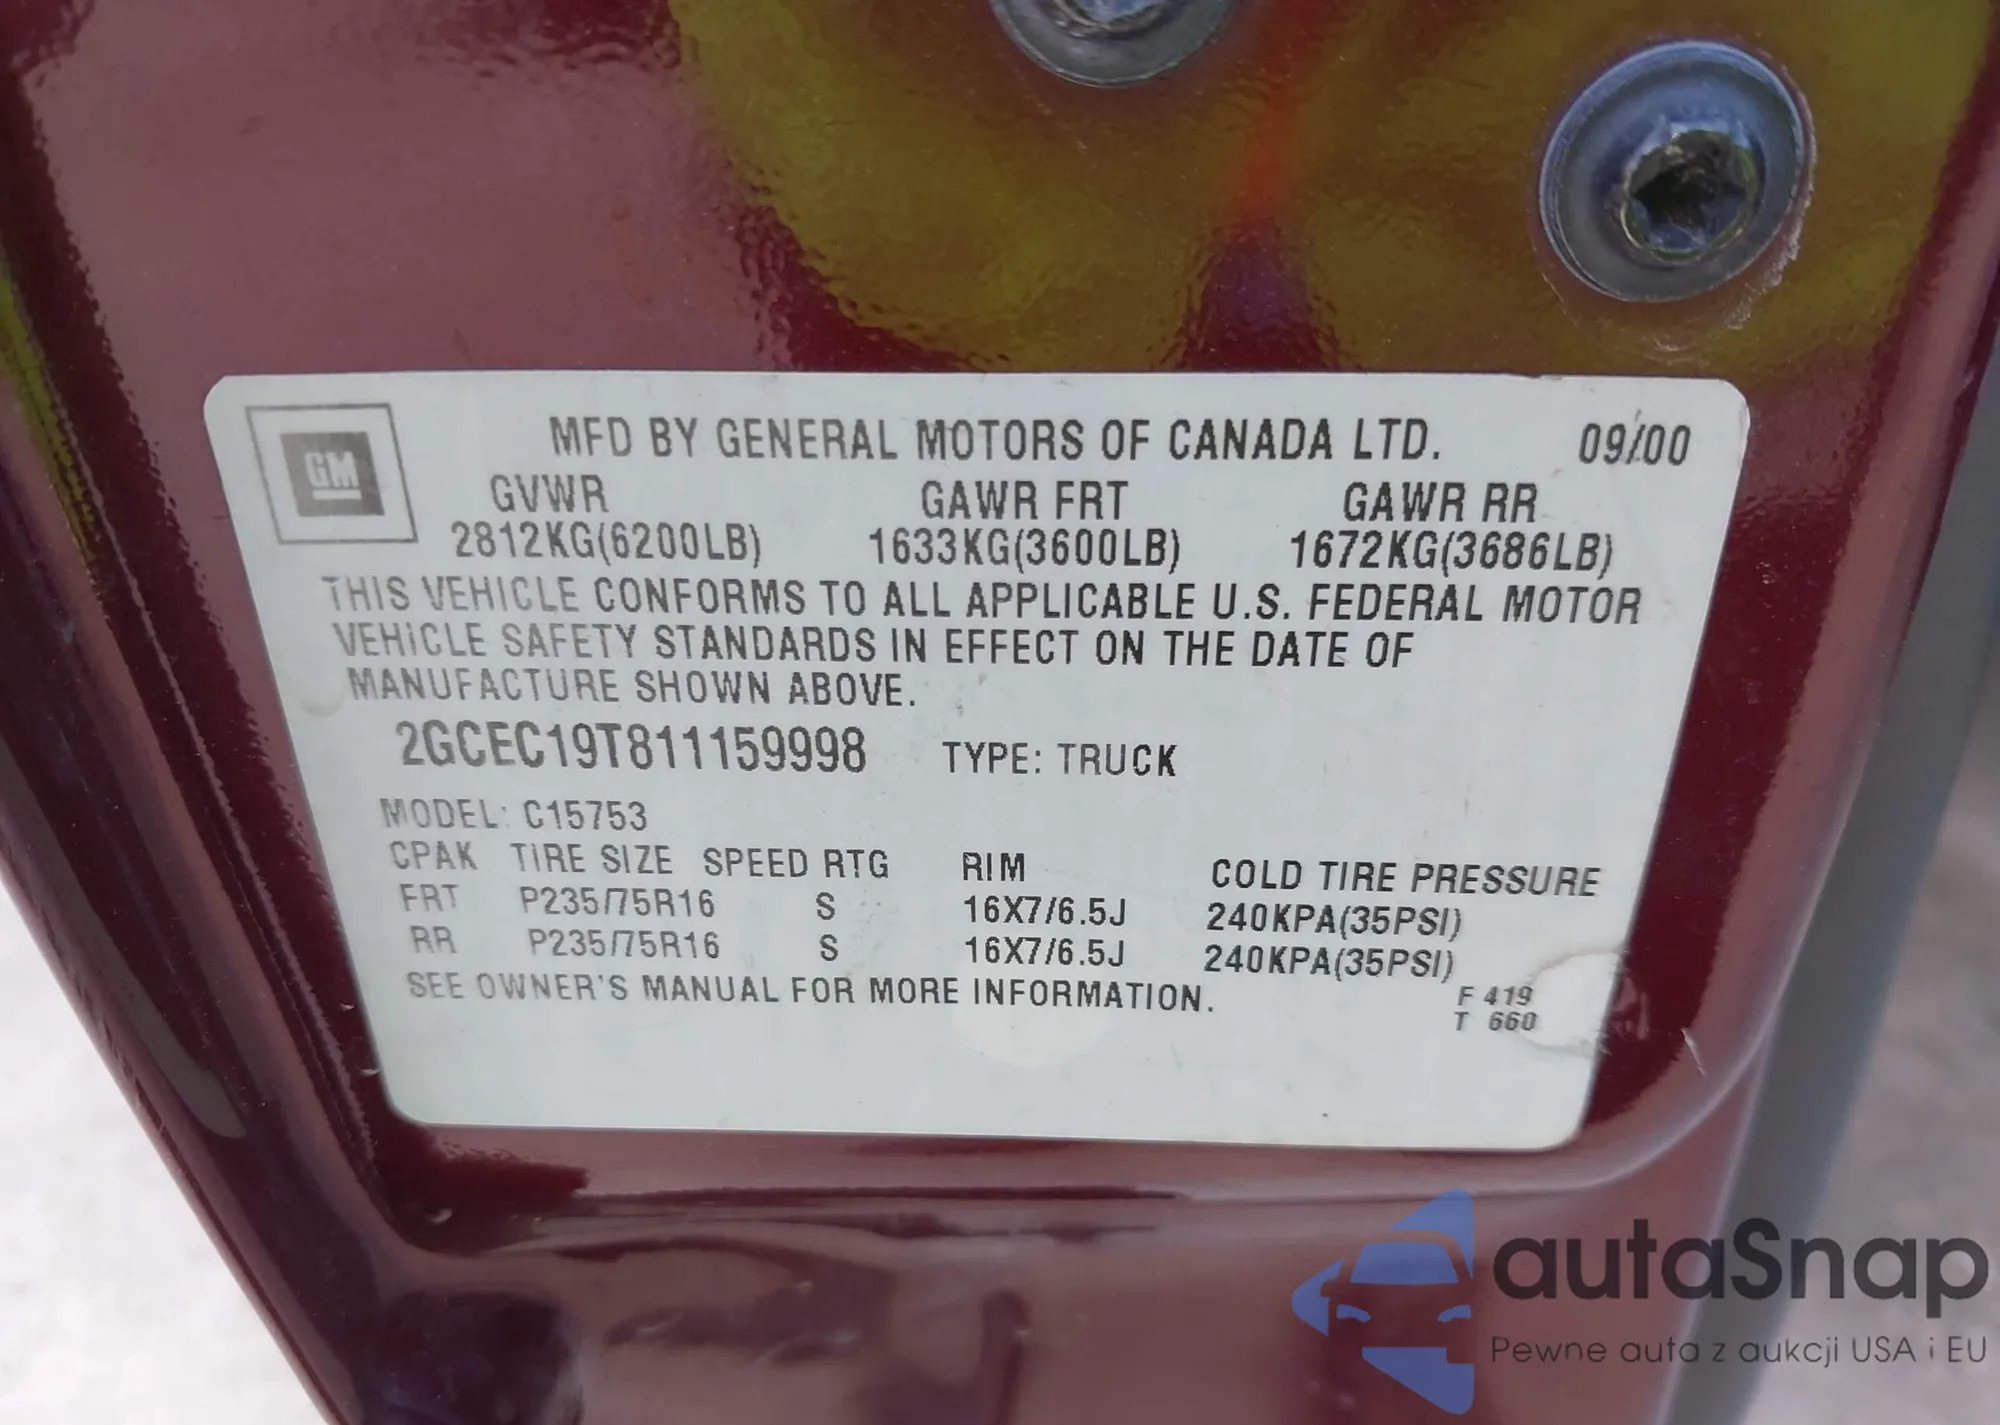 GM
MFD BY GENERAL MOTORS OF CANADA LTD. 09/00
GVWR GAWR FRT GAWR RR
2812KG(6200LB) 1633KG(3600LB) 1672KG(3686LB)
THIS VEHICLE CONFORMS TO ALL APPLICABLE U.S. FEDERAL MOTOR
VEHICLE SAFETY STANDARDS IN EFFECT ON THE DATE OF
MANUFACTURE SHOWN ABOVE.
2GCEC19T811159998 TYPE: TRUCK
MODEL: C15753
CPAK TIRE SIZE SPEED RTG RIM COLD TIRE PRESSURE
FRT P235/75R16 S 16X7/6.5J 240KPA(35PSI)
RR P235/75R16 S 16X7/6.5J 240KPA(35PSI)
SEE OWNER'S MANUAL FOR MORE INFORMATION.
F 419
T 660
autaSnap
Pewne auta z aukcji USA i EU